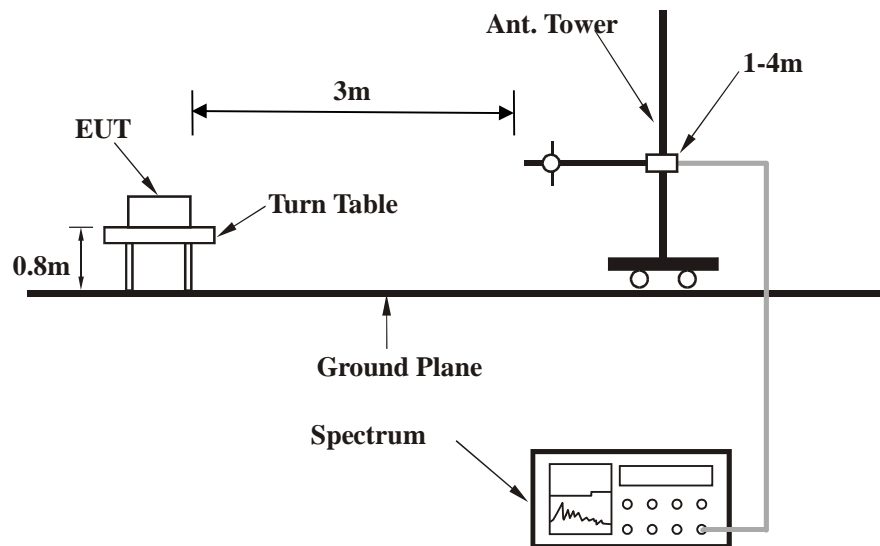 Ant. Tower
1-4m
3m
EUT
Turn Table
0.8m
Ground Plane
Spectrum